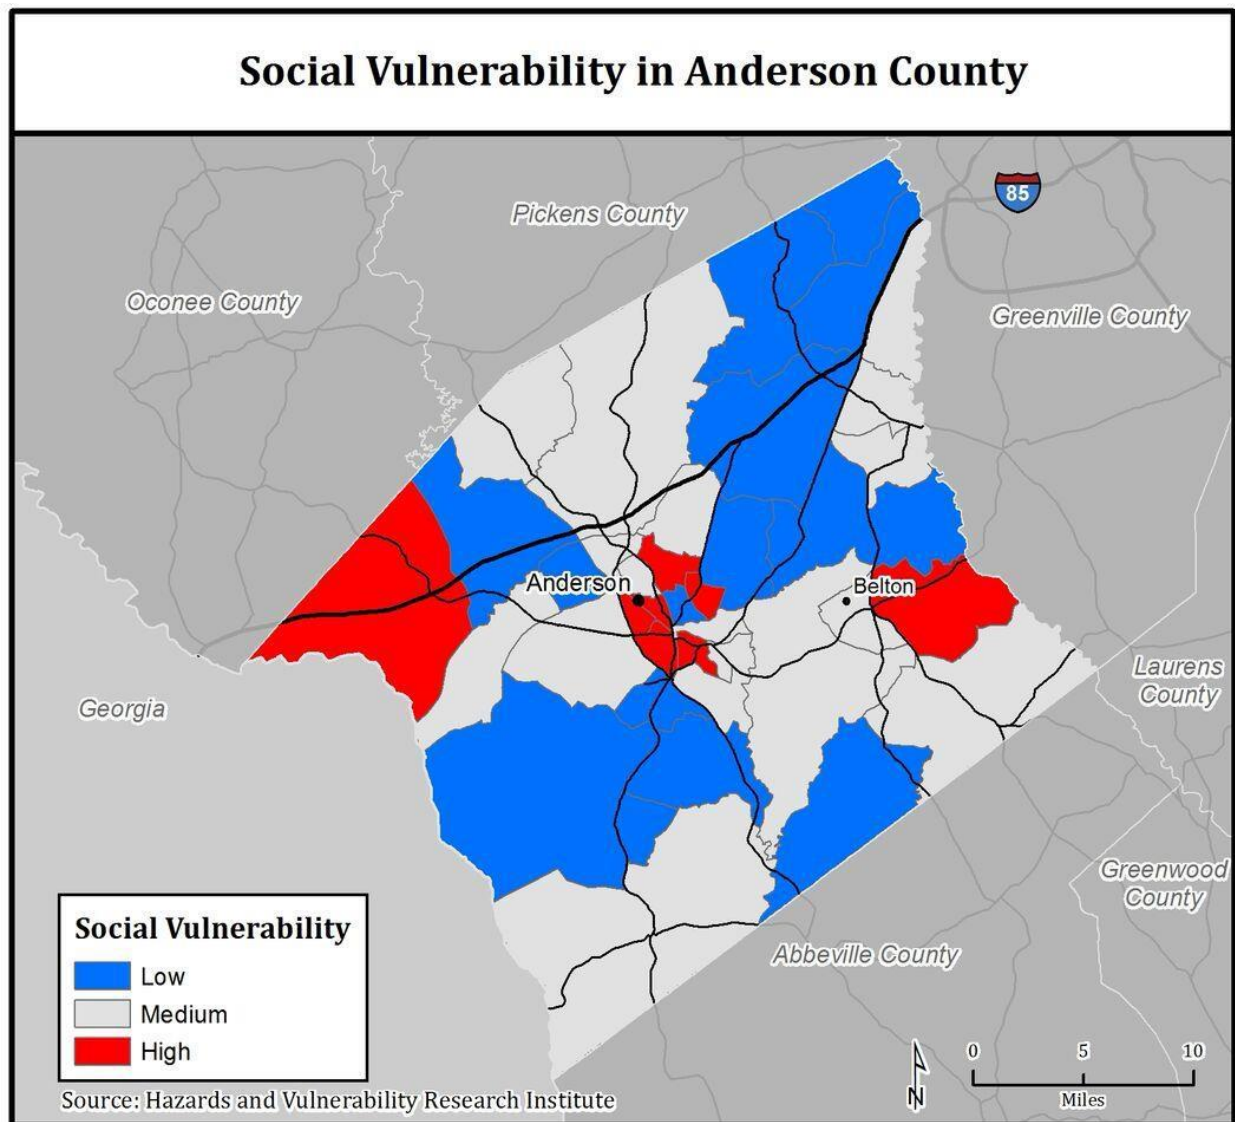 Social Vulnerability in Anderson County
85
Pickens County
Oconee County
Greenville County
Anderson
Belton
Laurens
County
Georgia
Greenwood
County
Abbeville County
Social Vulnerability
Low
Medium
High
0 5 10
Miles
N
Source: Hazards and Vulnerability Research Institute